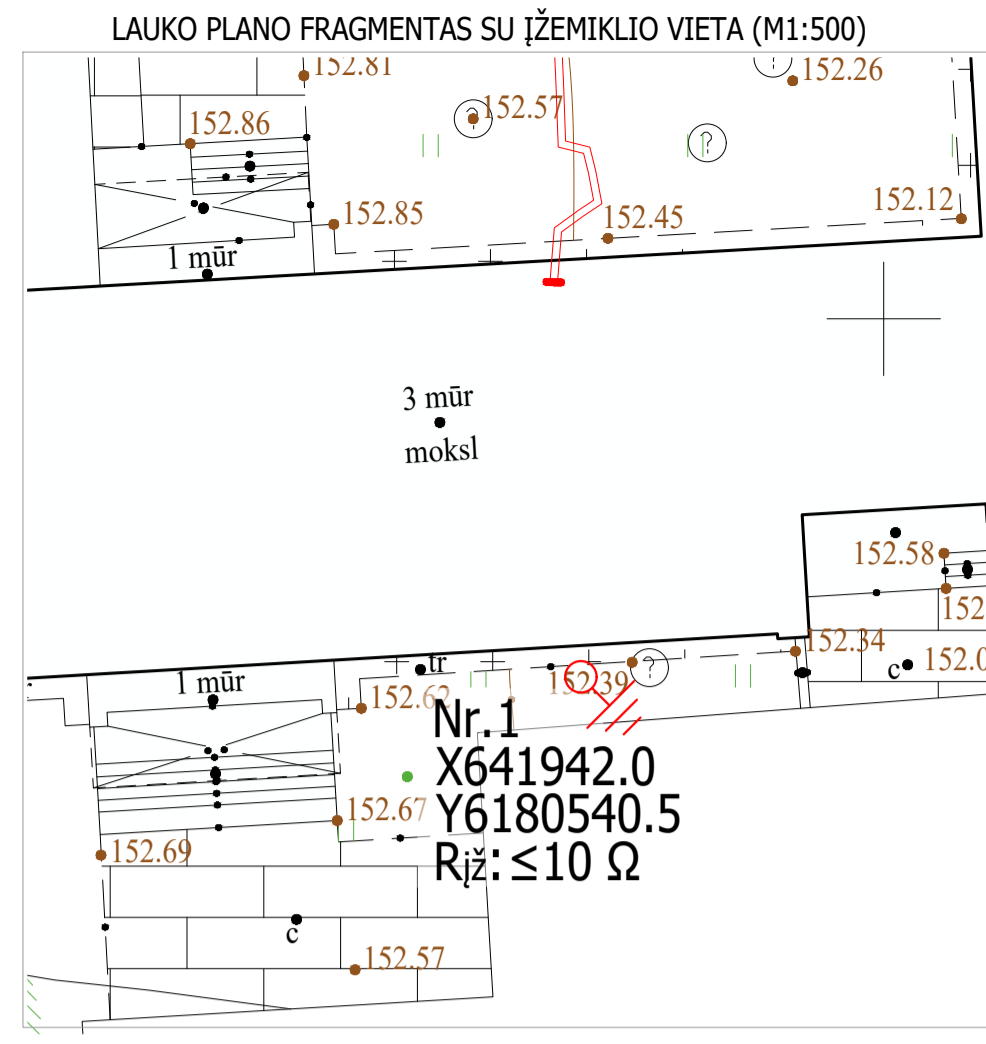 LAUKO PLANO FRAGMENTAS SU ĮŽEMIKLIO VIETA (M1:500)
152.81
152.26
152.57
?
152.86
?
152.85
152.45
152.12
1 mūr
3 mūr
moksl
152.58
152.34
tr
?
152.39
c
1 mūr
152.62
Nr.1
X641942.0
152.67
Y6180540.5
152.69
Rįž: ≤10 Ω
c
152.57